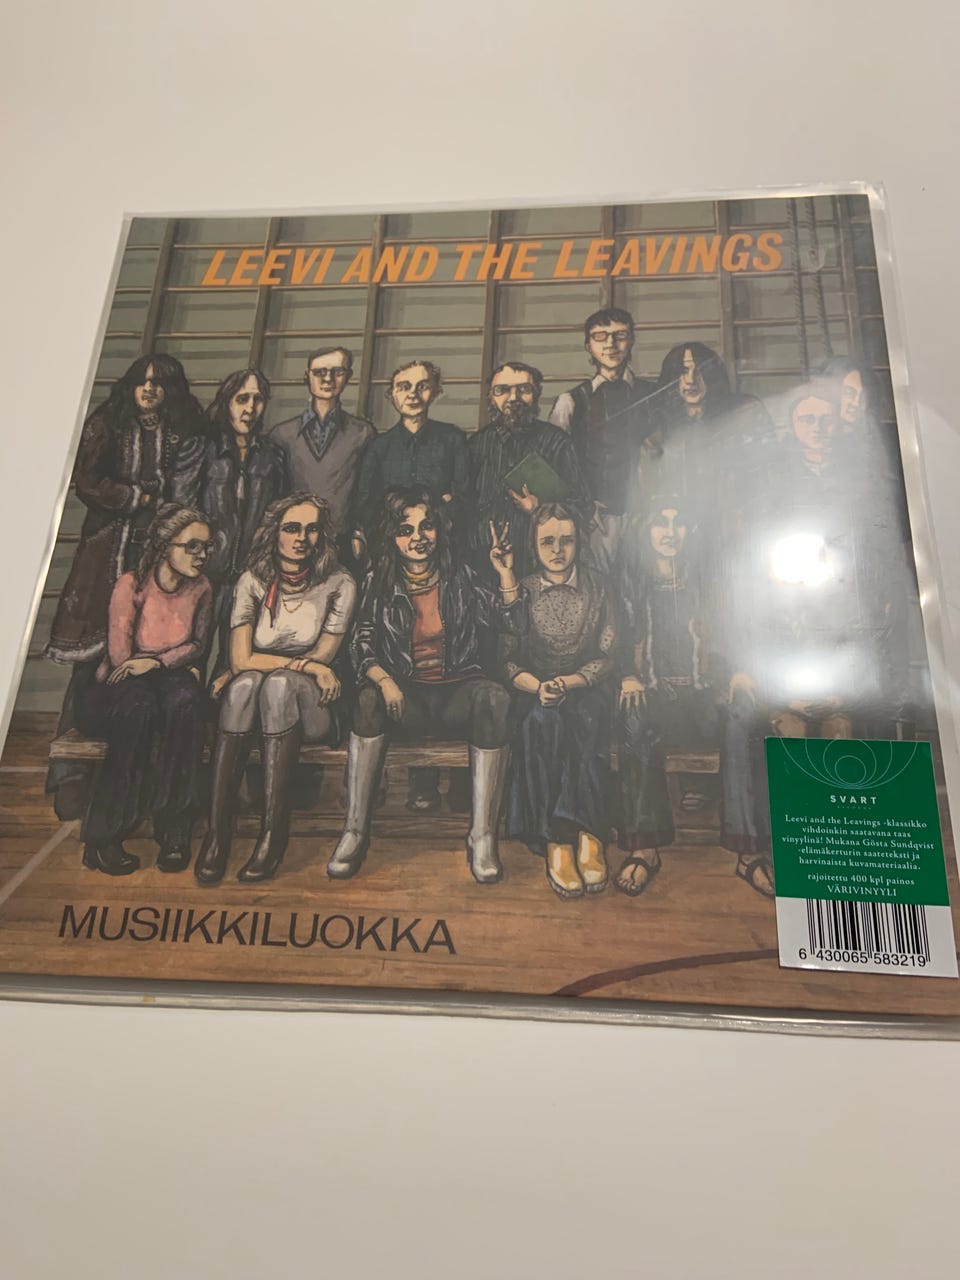 LEEVI AND THE LEAVINGS
MUSIIKKILUOKKA
SVART
Leevi and the Leavings -klassikko
vihdoinkin saatavana taas
vinyylinä! Mukana Gösta Sundqvist
-elämäkerturin saateteksti ja
harvinaista kuvamateriaalia.
rajoitettu 400 kpl painos
VÄRIVINYYLI
6 430065 583219